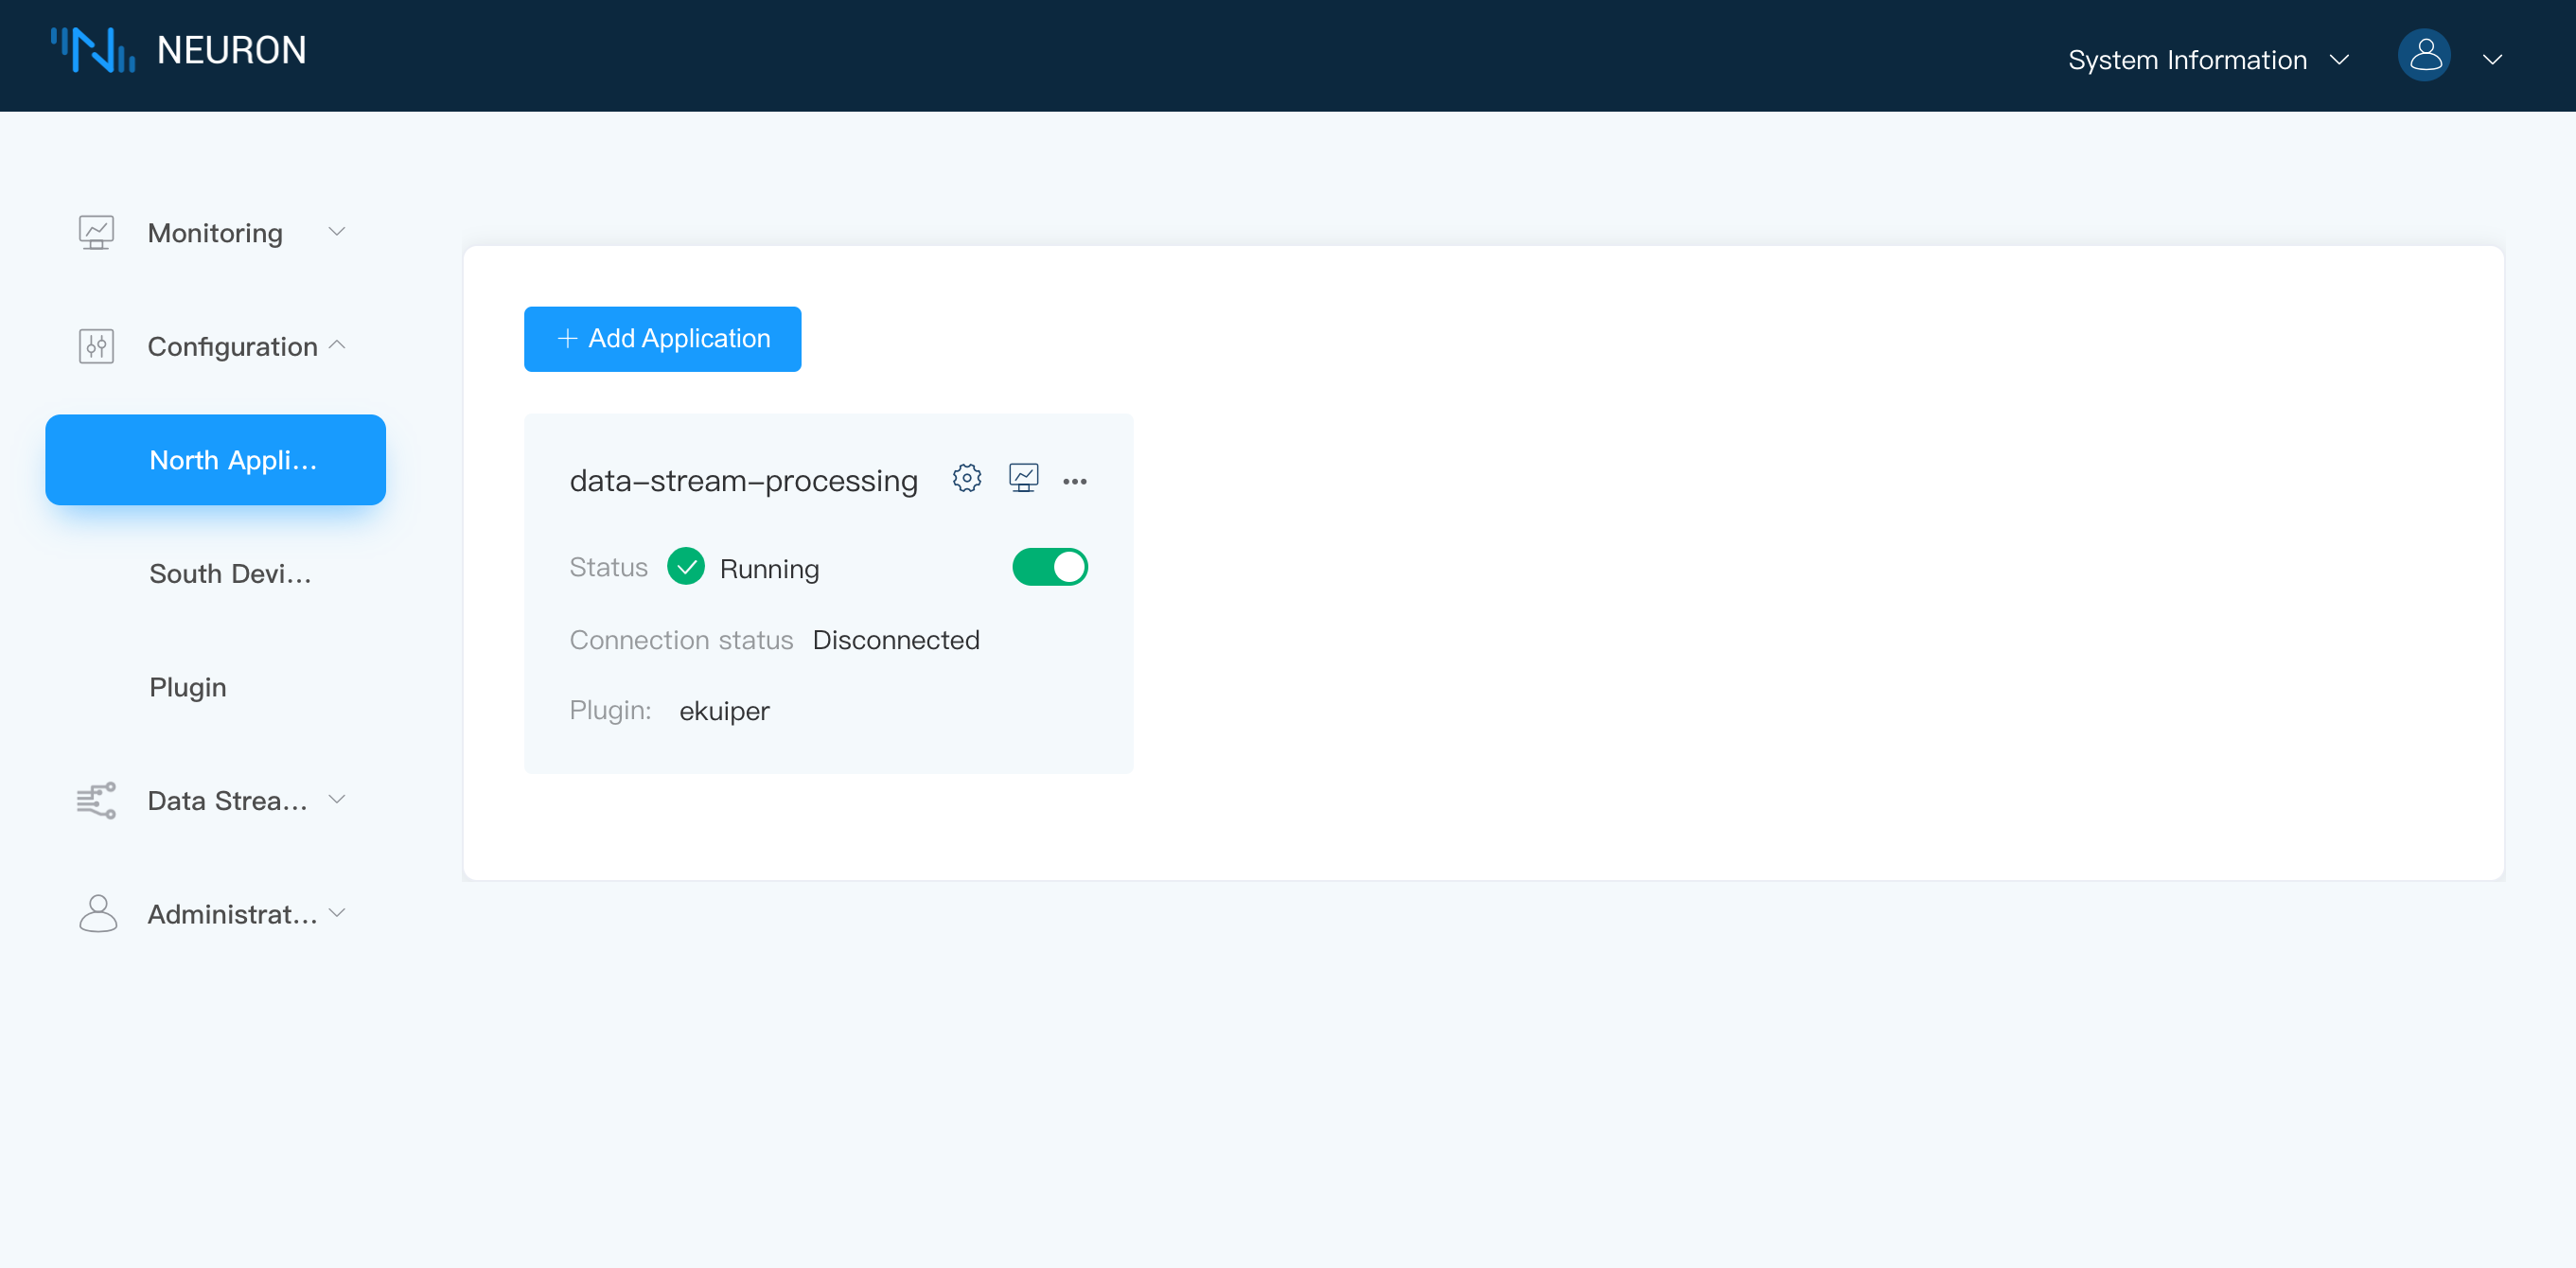 NEURON
System Information
Monitoring
Configuration
North Appli...
South Devi...
Plugin
Data Strea...
Administrat...
Add Application
data-stream-processing
Status Running
Connection status Disconnected
Plugin: ekuiper